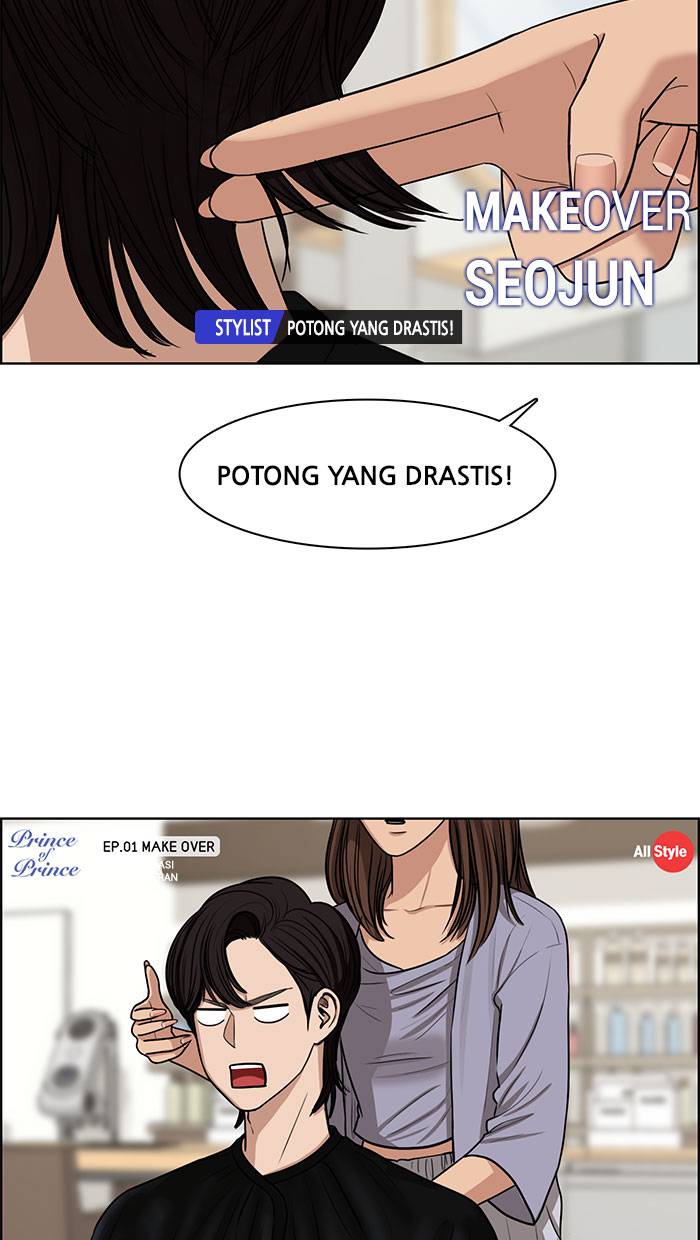 MAKEOVER
SEOJUN
STYLIST POTONG YANG DRASTIS!
POTONG YANG DRASTIS!
Prince
of
Prince
EP.01 MAKE OVER
All Style